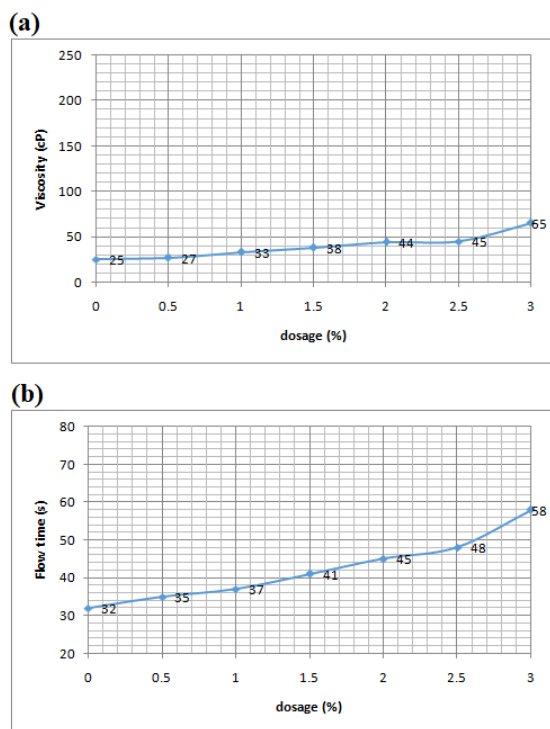 (a)
250
200
150
100
50
0
Viscosity (cP)
25 27 33 38 44 45 65
0 0.5 1 1.5 2 2.5 3
dosage (%)
(b)
80
70
60
50
40
30
20
Flow time (s)
32 35 37 41 45 48 58
0 0.5 1 1.5 2 2.5 3
dosage (%)